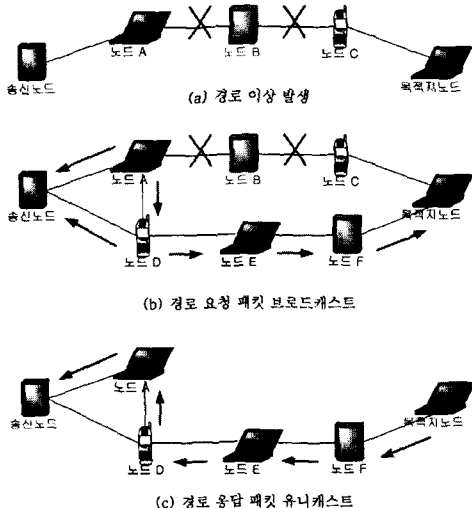 노드 A
노드 B
노드 C
송신노드
목적지노드
(a) 경로 이상 발생
노드 A
노드 B
노드 C
송신노드
목적지노드
노드 D
노드 E
노드 F
(b) 경로 요청 패킷 브로드캐스트
노드 A
송신노드
목적지노드
노드 D
노드 E
노드 F
(c) 경로 응답 패킷 유니캐스트